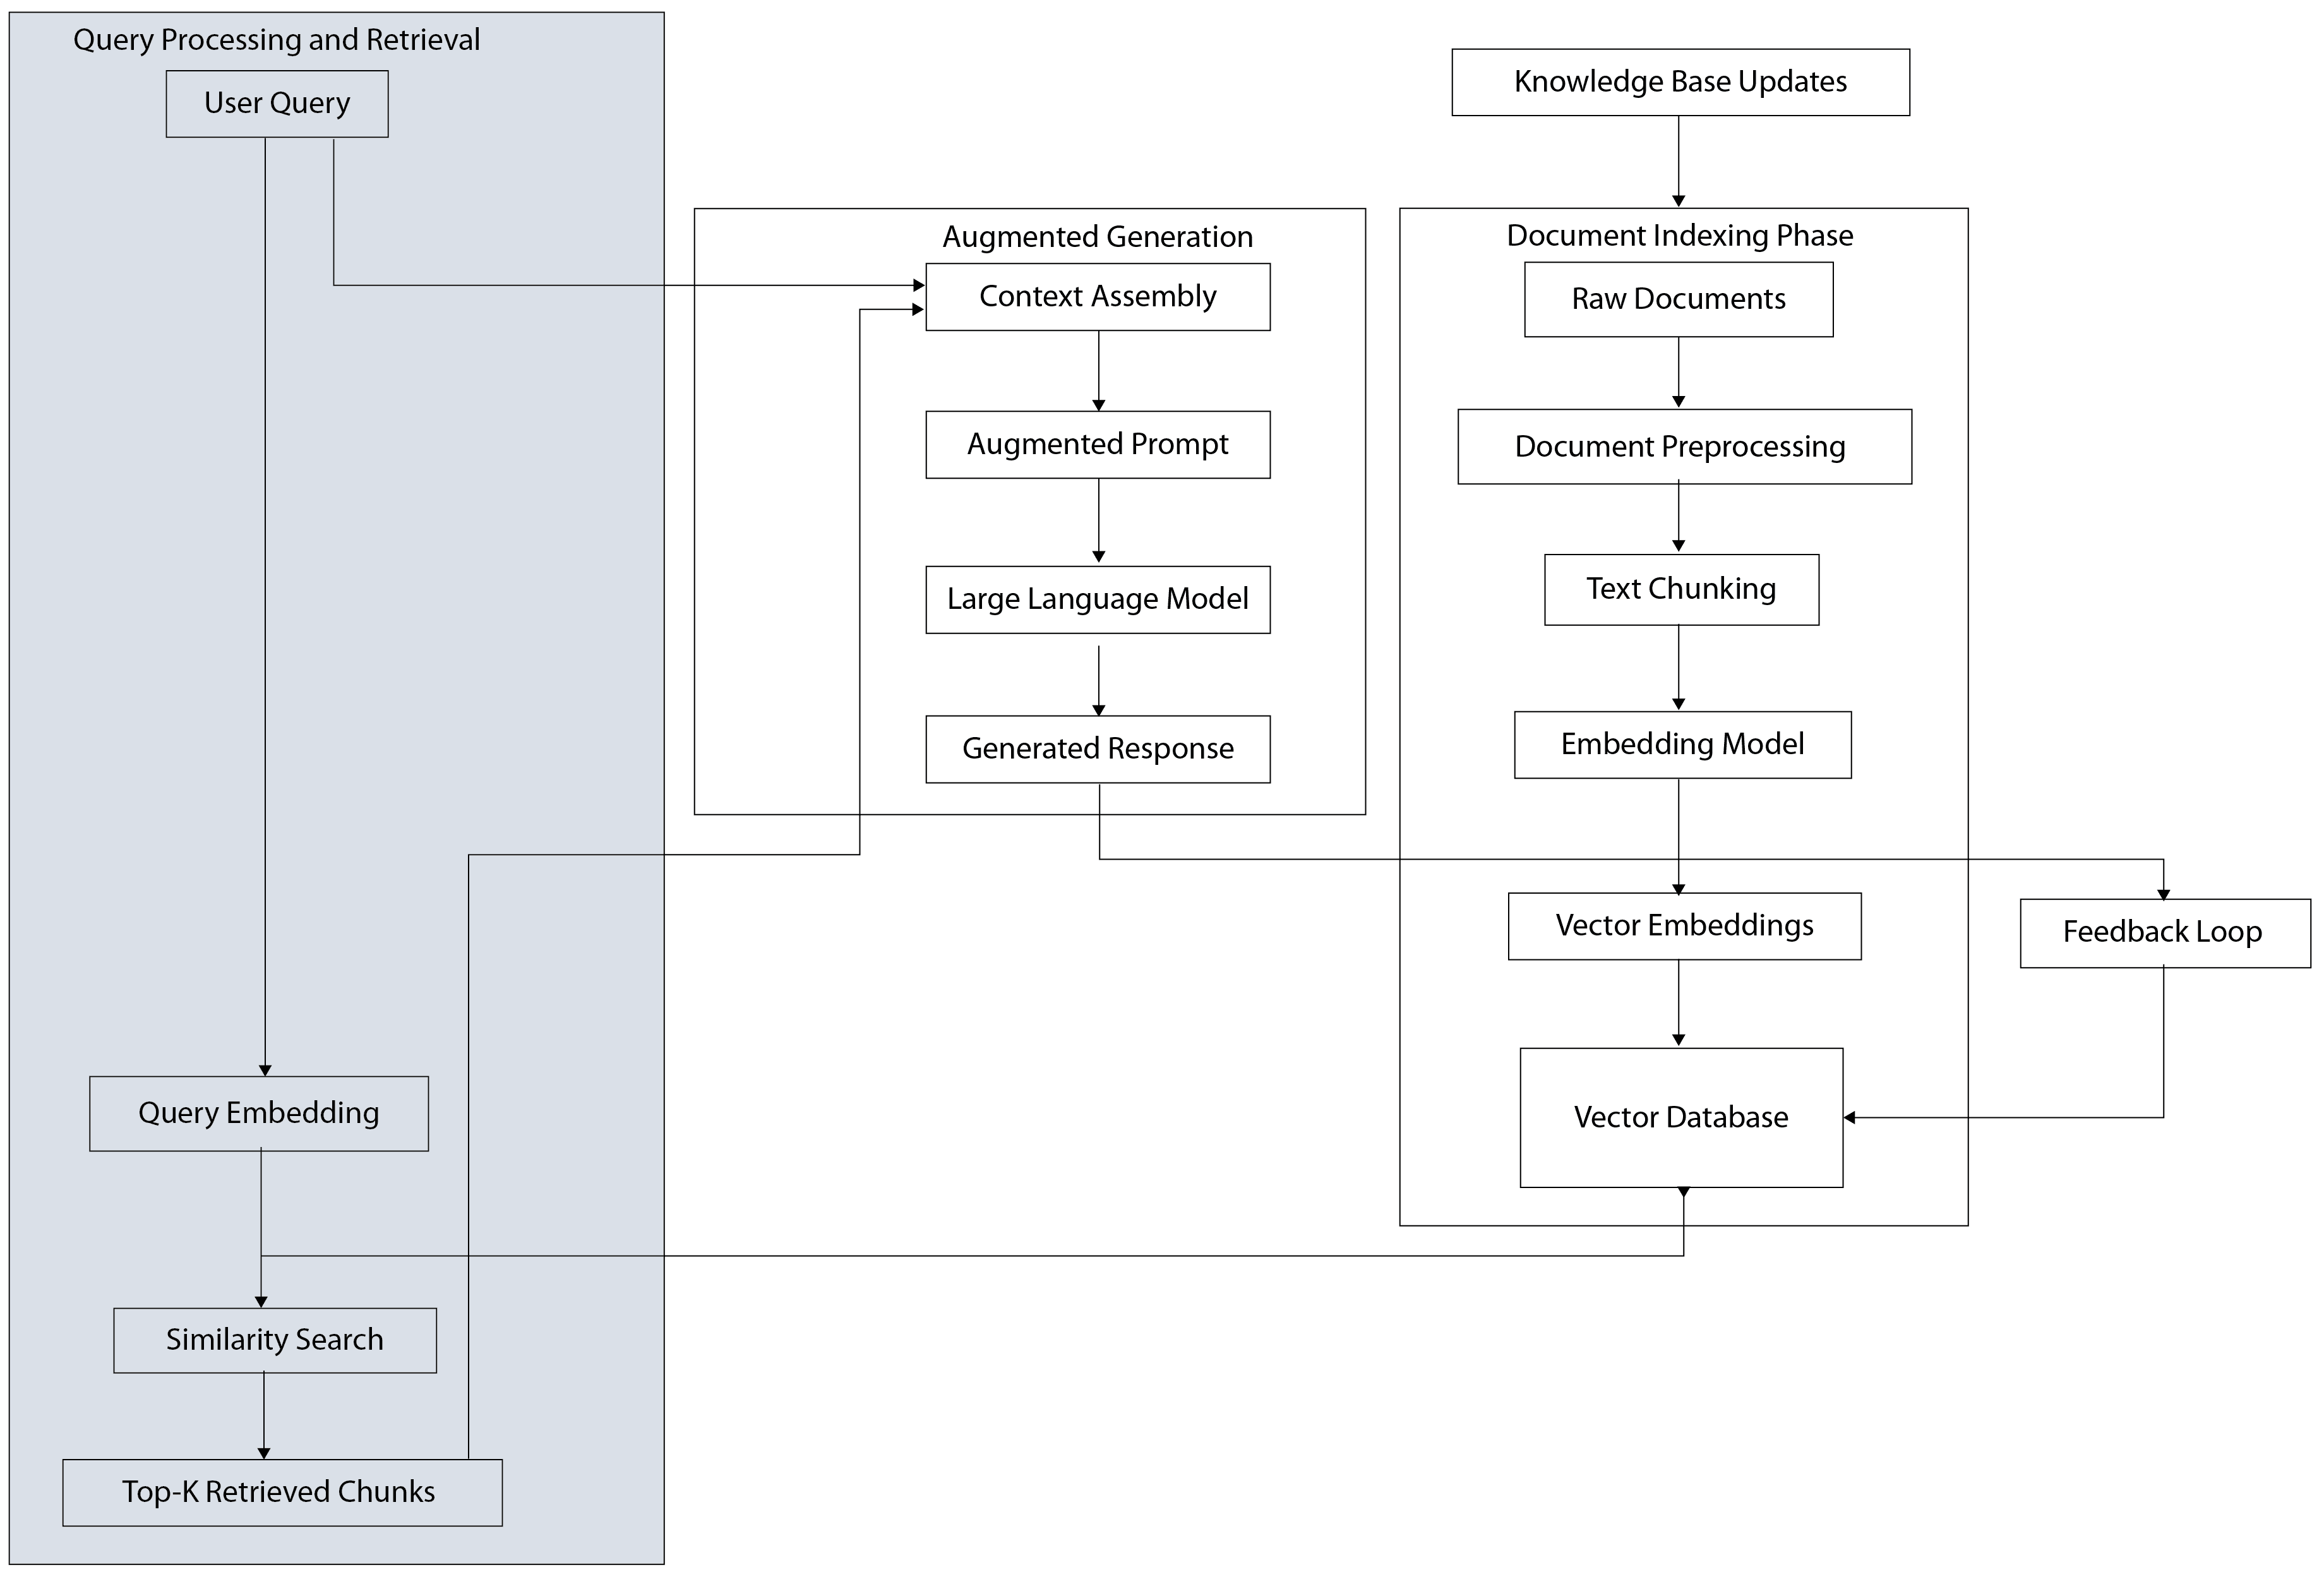 Query Processing and Retrieval
User Query
Query Embedding
Similarity Search
Top-K Retrieved Chunks
Augmented Generation
Context Assembly
Augmented Prompt
Large Language Model
Generated Response
Knowledge Base Updates
Document Indexing Phase
Raw Documents
Document Preprocessing
Text Chunking
Embedding Model
Vector Embeddings
Vector Database
Feedback Loop